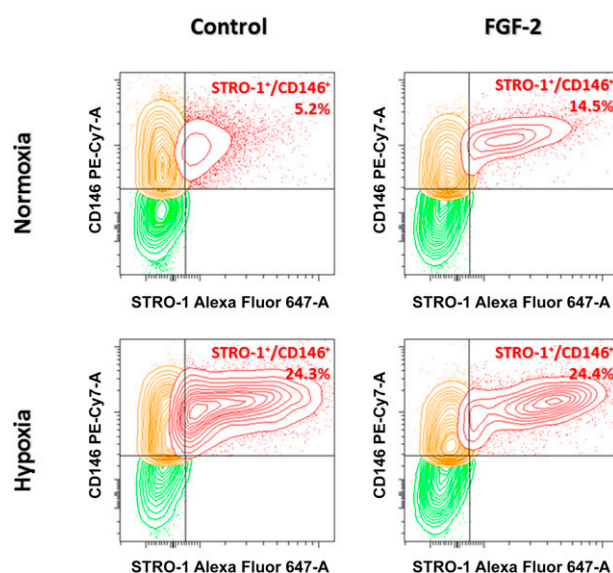 Control
FGF-2
Normoxia
CD146 PE-Cy7-A
STRO-1⁺/CD146⁺
5.2%
STRO-1 Alexa Fluor 647-A
CD146 PE-Cy7-A
STRO-1⁺/CD146⁺
14.5%
STRO-1 Alexa Fluor 647-A
Hypoxia
CD146 PE-Cy7-A
STRO-1⁺/CD146⁺
24.3%
STRO-1 Alexa Fluor 647-A
CD146 PE-Cy7-A
STRO-1⁺/CD146⁺
24.4%
STRO-1 Alexa Fluor 647-A